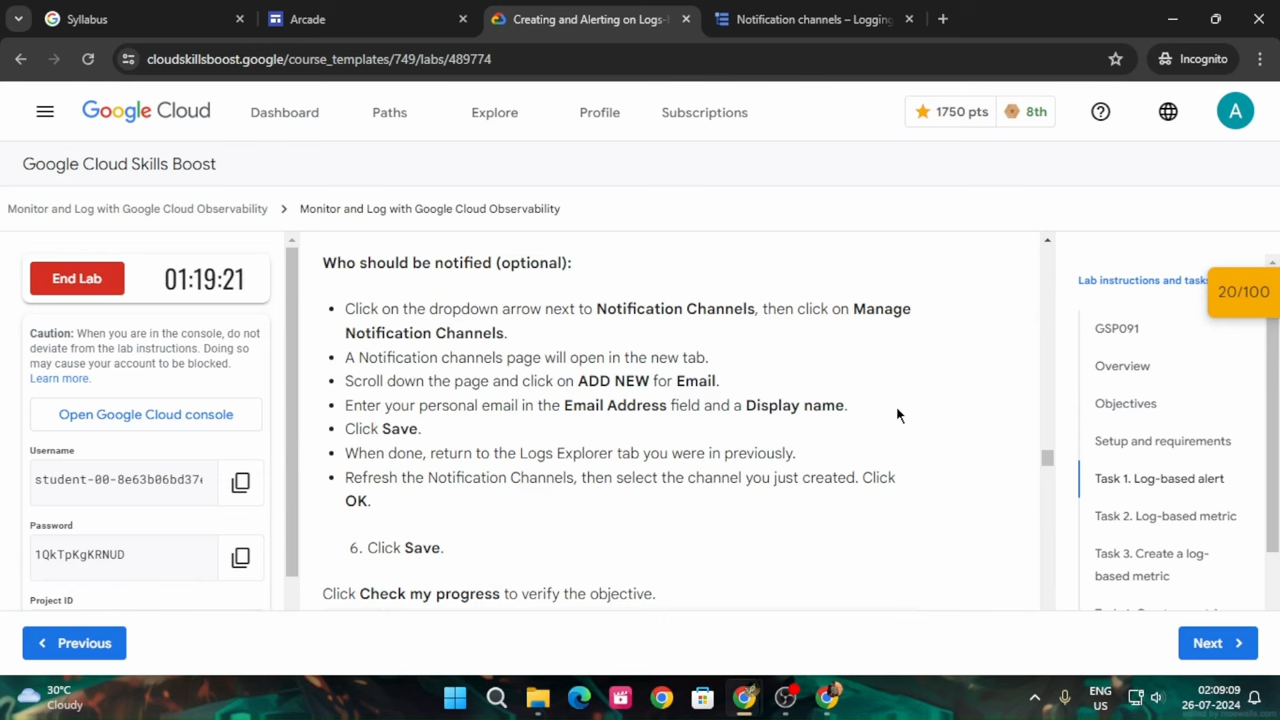 Syllabus
Arcade
Creating and Alerting on Logs-
Notification channels – Logging
cloudskillsboost.google/course_templates/749/labs/489774
Incognito
Google Cloud
Dashboard
Paths
Explore
Profile
Subscriptions
1750 pts
8th
A
Google Cloud Skills Boost
Monitor and Log with Google Cloud Observability
Monitor and Log with Google Cloud Observability
End Lab
01:19:21
Caution: When you are in the console, do not
deviate from the lab instructions. Doing so
may cause your account to be blocked.
Learn more.
Open Google Cloud console
Username
student-00-8e63b06bd37
Password
1QkTpKgKRNUD
Project ID
Who should be notified (optional):
• Click on the dropdown arrow next to Notification Channels, then click on Manage
Notification Channels.
• A Notification channels page will open in the new tab.
• Scroll down the page and click on ADD NEW for Email.
• Enter your personal email in the Email Address field and a Display name.
• Click Save.
• When done, return to the Logs Explorer tab you were in previously.
• Refresh the Notification Channels, then select the channel you just created. Click
OK.
6. Click Save.
Click Check my progress to verify the objective.
Lab instructions and tasks
20/100
GSP091
Overview
Objectives
Setup and requirements
Task 1. Log-based alert
Task 2. Log-based metric
Task 3. Create a log-
based metric
Previous
Next
30°C
Cloudy
ENG
US
02:09:09
26-07-2024